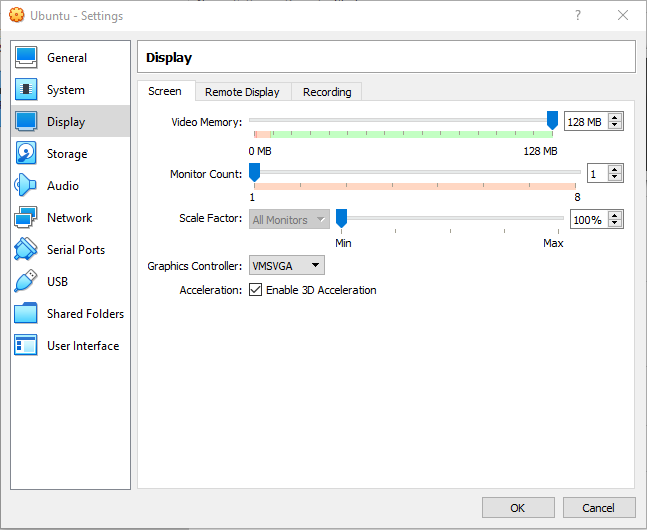 Ubuntu - Settings
?
General
System
Display
Storage
Audio
Network
Serial Ports
USB
Shared Folders
User Interface
Display
Screen Remote Display Recording
Video Memory: 128 MB
0 MB 128 MB
Monitor Count: 1
1 8
Scale Factor: All Monitors 100%
Min Max
Graphics Controller: VMSVGA
Acceleration: Enable 3D Acceleration
OK Cancel